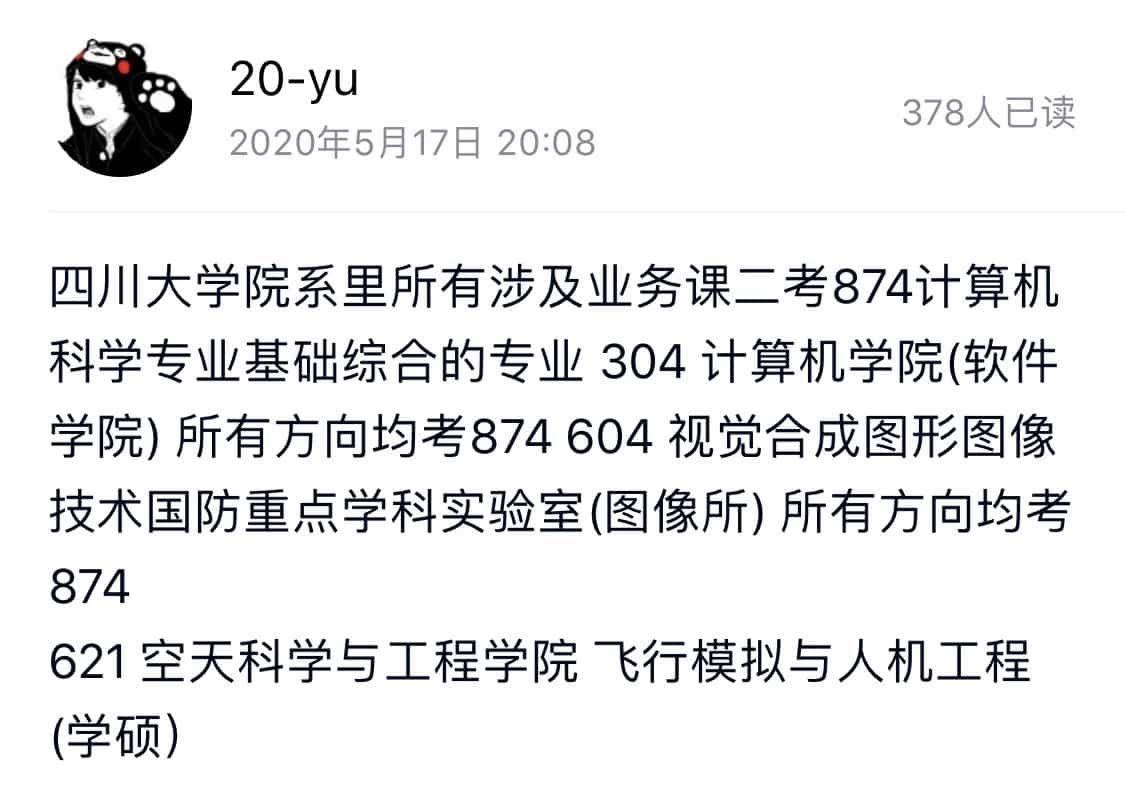 20-yu
2020年5月17日 20:08
378人已读
四川大学院系里所有涉及业务课二考874计算机
科学专业基础综合的专业 304 计算机学院(软件
学院) 所有方向均考874 604 视觉合成图形图像
技术国防重点学科实验室(图像所) 所有方向均考
874
621 空天科学与工程学院 飞行模拟与人机工程
(学硕）